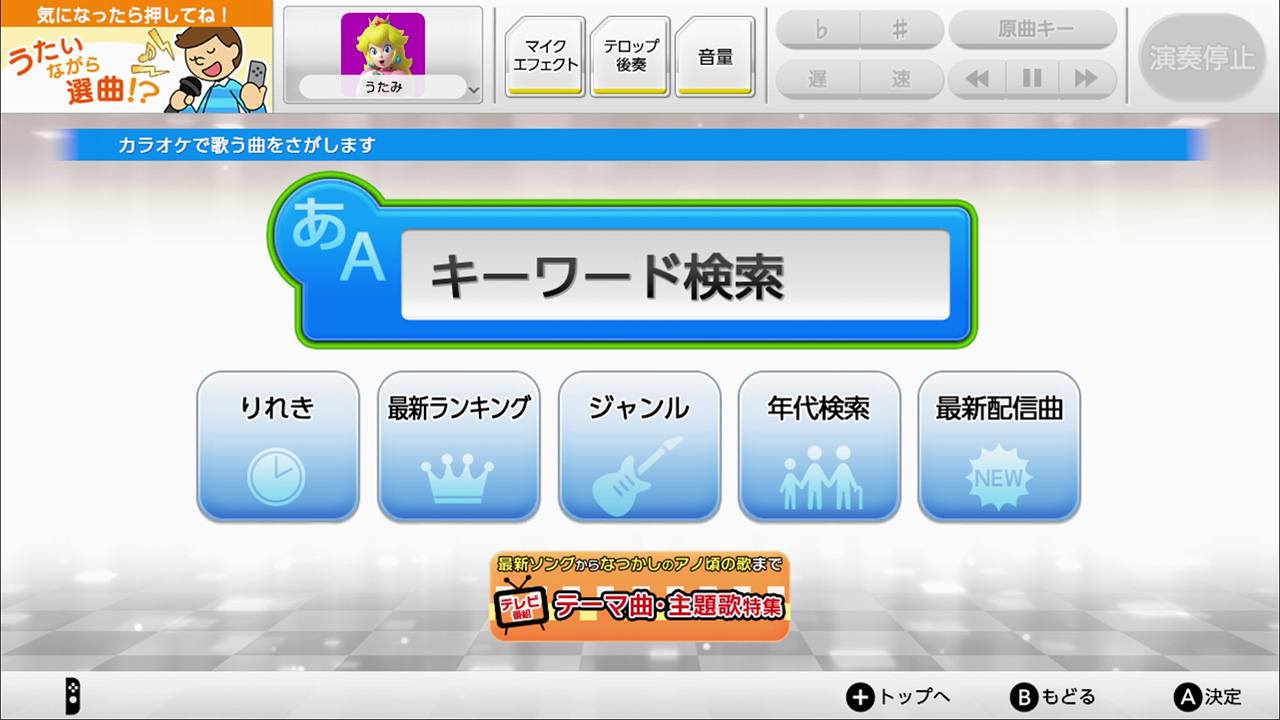 気になったら押してね！
うたい
ながら
選曲!?
うたみ
マイク
エフェクト
テロップ
後奏
音量
♭
♯
原曲キー
遅
速
演奏停止
カラオケで歌う曲をさがします
あA
キーワード検索
りれき
最新ランキング
ジャンル
年代検索
最新配信曲
NEW
最新ソングからなつかしのアノ頃の歌まで
テレビ
番組
テーマ曲・主題歌特集
+トップへ
Bもどる
A決定